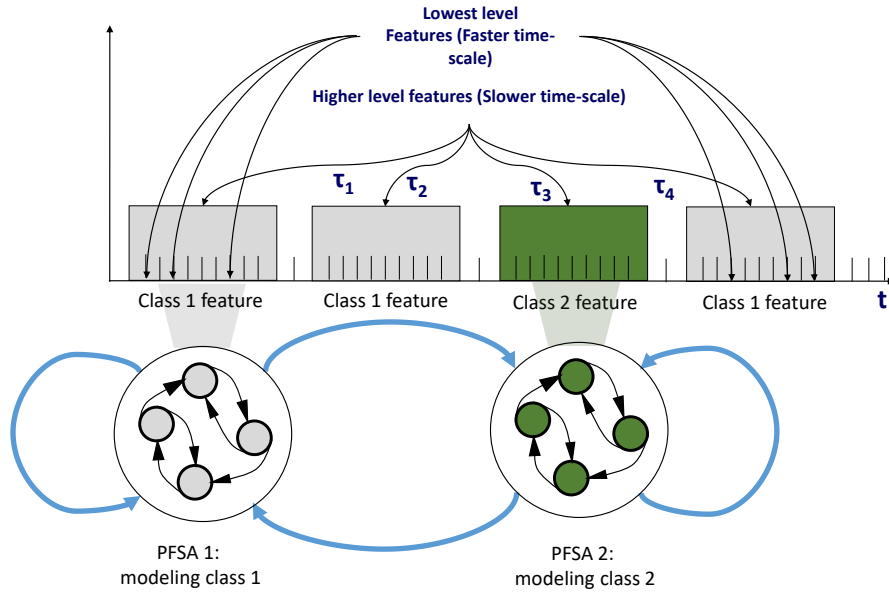 Lowest level
Features (Faster time-
scale)
Higher level features (Slower time-scale)
τ1 τ2 τ3 τ4
Class 1 feature Class 1 feature Class 2 feature Class 1 feature t
PFSA 1:
modeling class 1
PFSA 2:
modeling class 2